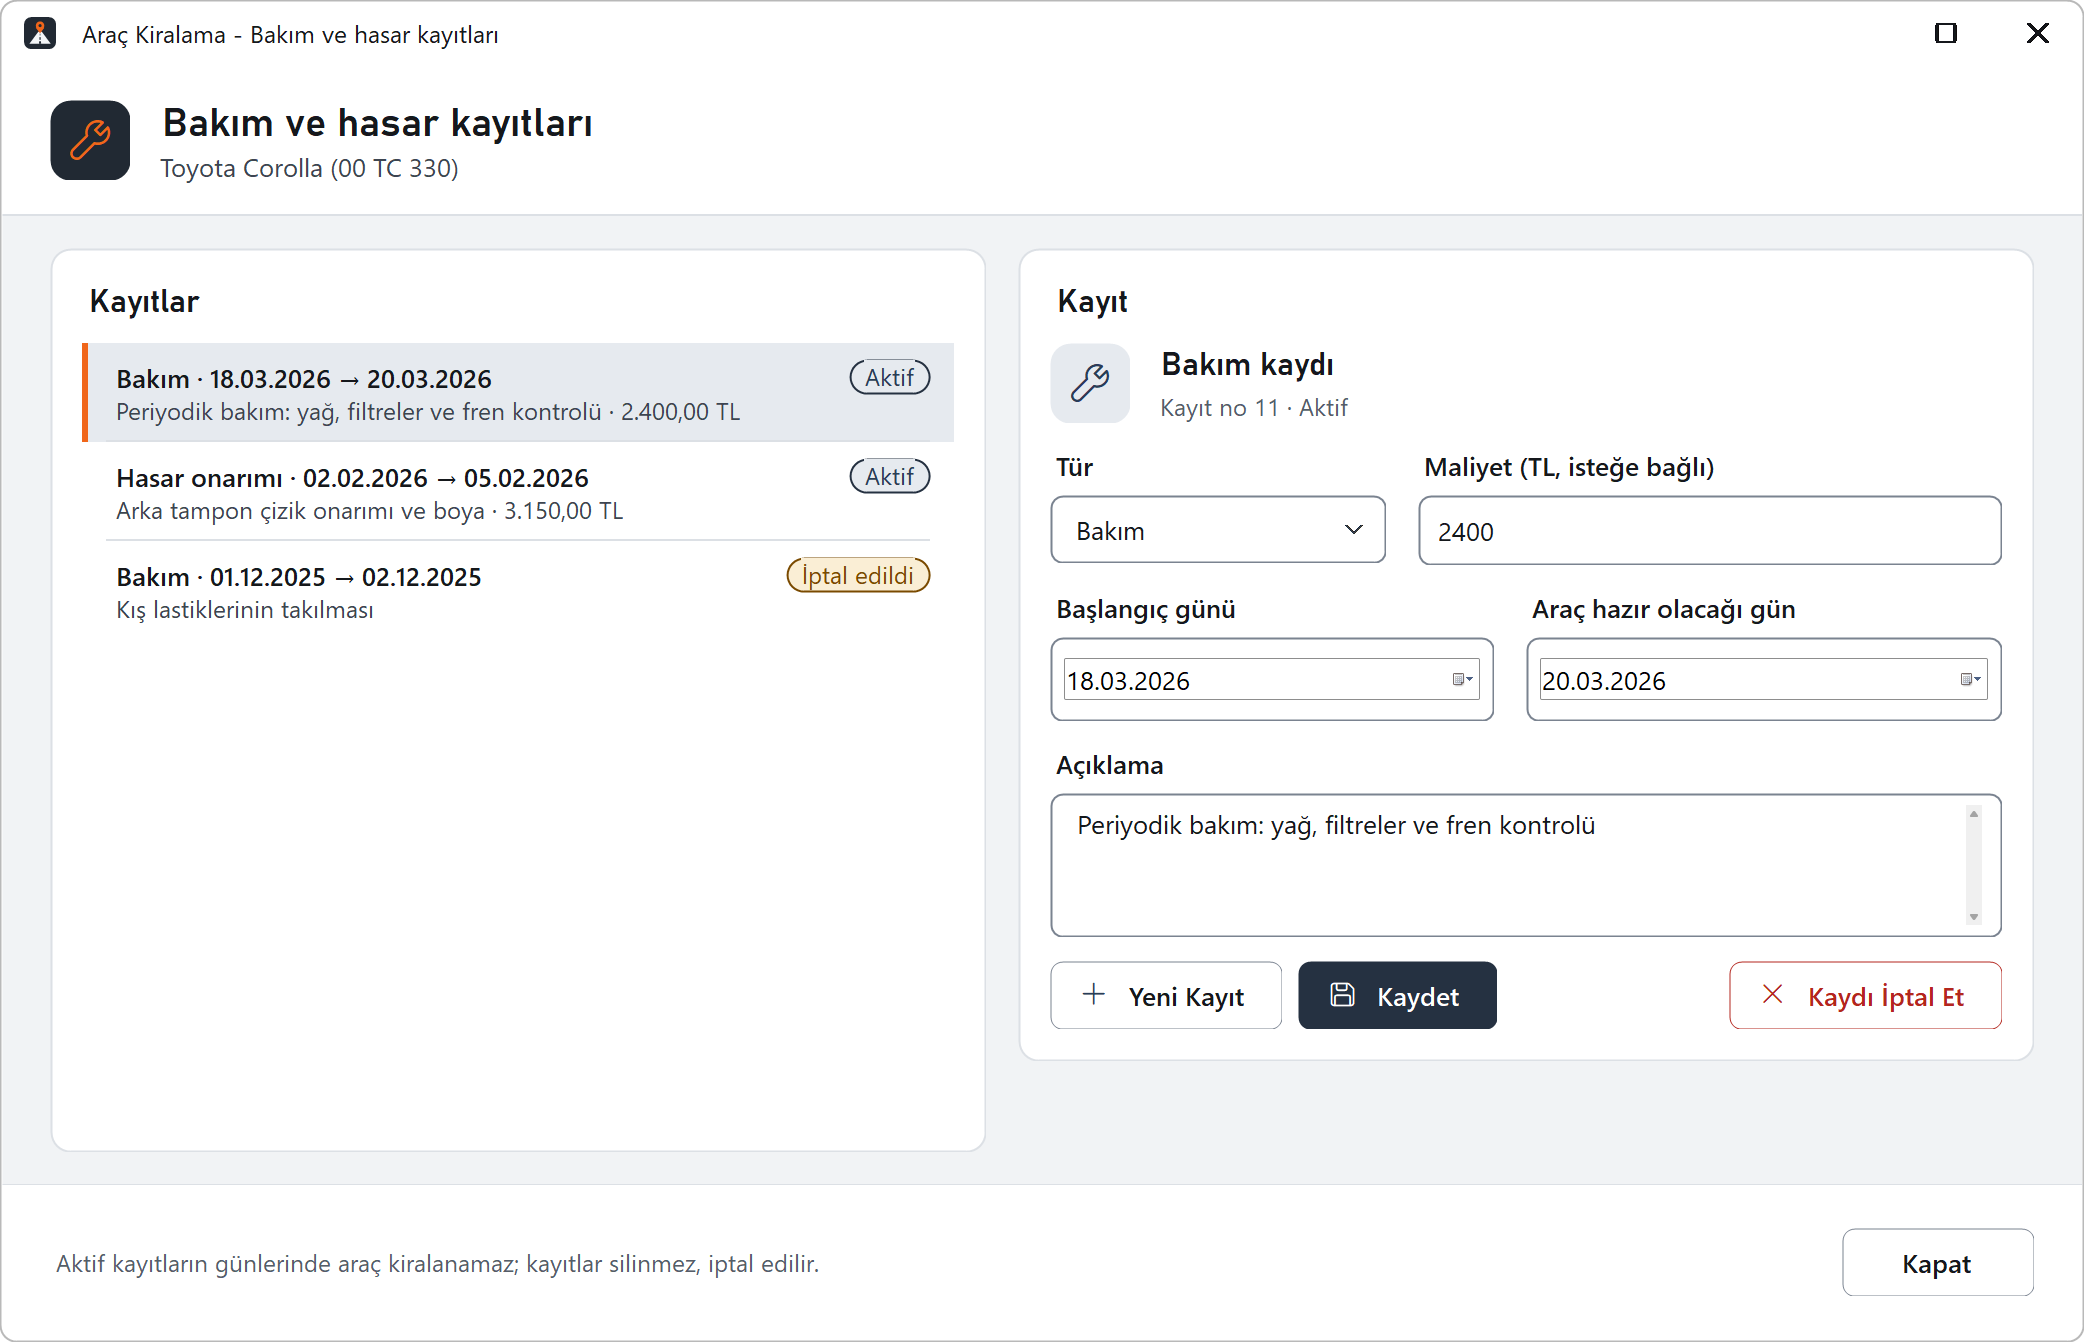 Araç Kiralama - Bakım ve hasar kayıtları
Bakım ve hasar kayıtları
Toyota Corolla (00 TC 330)
Kayıtlar
Bakım · 18.03.2026 → 20.03.2026
Aktif
Periyodik bakım: yağ, filtreler ve fren kontrolü · 2.400,00 TL
Hasar onarımı · 02.02.2026 → 05.02.2026
Aktif
Arka tampon çizik onarımı ve boya · 3.150,00 TL
Bakım · 01.12.2025 → 02.12.2025
İptal edildi
Kış lastiklerinin takılması
Kayıt
Bakım kaydı
Kayıt no 11 · Aktif
Tür
Maliyet (TL, isteğe bağlı)
Bakım
2400
Başlangıç günü
Araç hazır olacağı gün
18.03.2026
20.03.2026
Açıklama
Periyodik bakım: yağ, filtreler ve fren kontrolü
Yeni Kayıt
Kaydet
Kaydı İptal Et
Aktif kayıtların günlerinde araç kiralanamaz; kayıtlar silinmez, iptal edilir.
Kapat